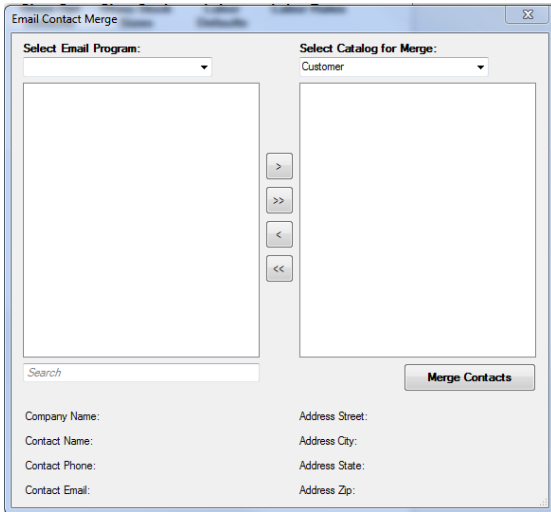 Email Contact Merge
Select Email Program:
Select Catalog for Merge:
Customer
>
>>
<
<<
Search
Merge Contacts
Company Name:
Address Street:
Contact Name:
Address City:
Contact Phone:
Address State:
Contact Email:
Address Zip: